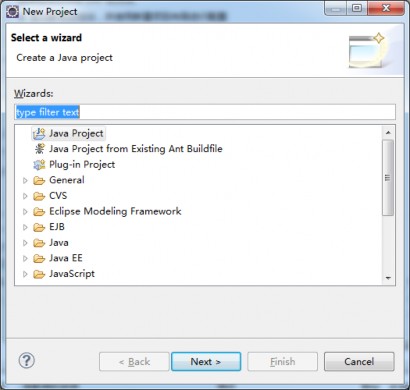 New Project
Select a wizard
Create a Java project
Wizards:
type filter text
Java Project
Java Project from Existing Ant Buildfile
Plug-in Project
General
CVS
Eclipse Modeling Framework
EJB
Java
Java EE
JavaScript
?
< Back
Next >
Finish
Cancel